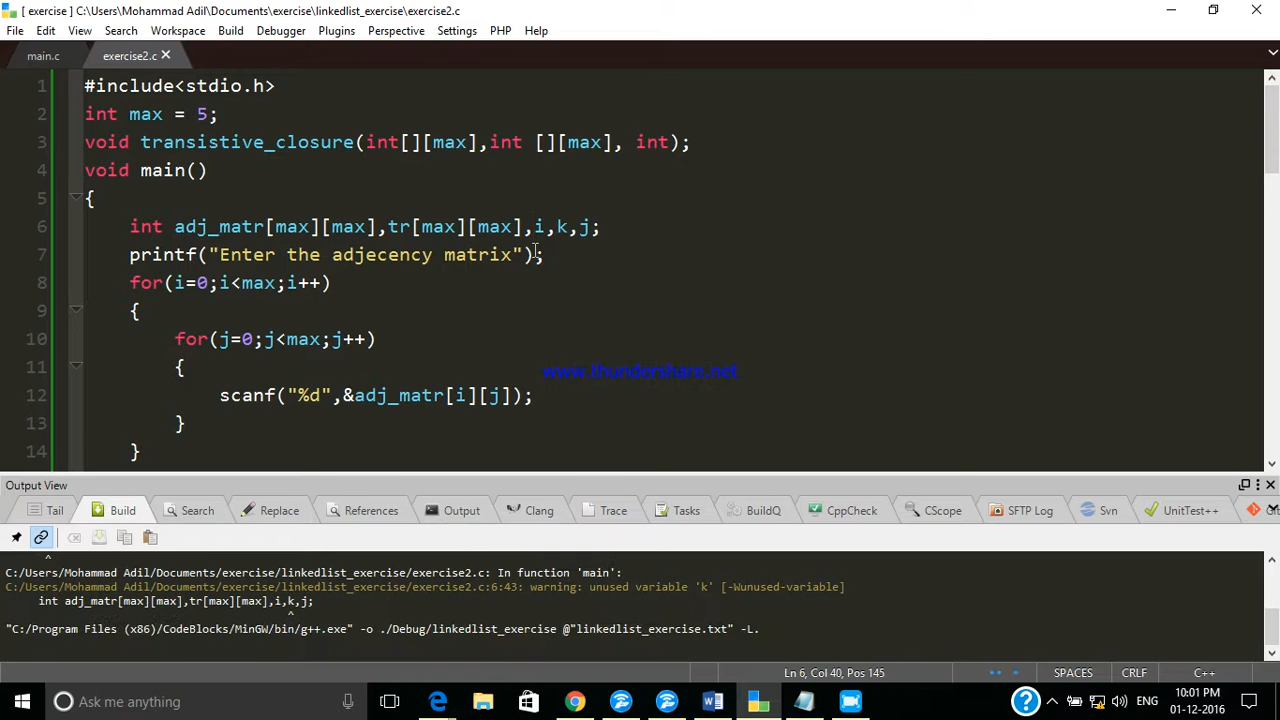 [ exercise ] C:\Users\Mohammad Adil\Documents\exercise\linkedlist_exercise\exercise2.c
File Edit View Search Workspace Build Debugger Plugins Perspective Settings PHP Help
main.c exercise2.c
1 #include<stdio.h>
2 int max = 5;
3 void transistive_closure(int[][max],int [][max], int);
4 void main()
5 {
6 int adj_matr[max][max],tr[max][max],i,k,j;
7 printf("Enter the adjecency matrix");
8 for(i=0;i<max;i++)
9 {
10 for(j=0;j<max;j++)
11 {
www.thundershare.net
12 scanf("%d",&adj_matr[i][j]);
13 }
14 }
Output View
Tail Build Search Replace References Output Clang Trace Tasks BuildQ CppCheck CScope SFTP Log Svn UnitTest++
^
C:/Users/Mohammad Adil/Documents/exercise/linkedlist_exercise/exercise2.c: In function 'main':
C:/Users/Mohammad Adil/Documents/exercise/linkedlist_exercise/exercise2.c:6:43: warning: unused variable 'k' [-Wunused-variable]
int adj_matr[max][max],tr[max][max],i,k,j;
^
"C:/Program Files (x86)/CodeBlocks/MinGW/bin/g++.exe" -o ./Debug/linkedlist_exercise @"linkedlist_exercise.txt" -L.
Ln 6, Col 40, Pos 145 SPACES CRLF C++
Ask me anything ENG 10:01 PM
01-12-2016